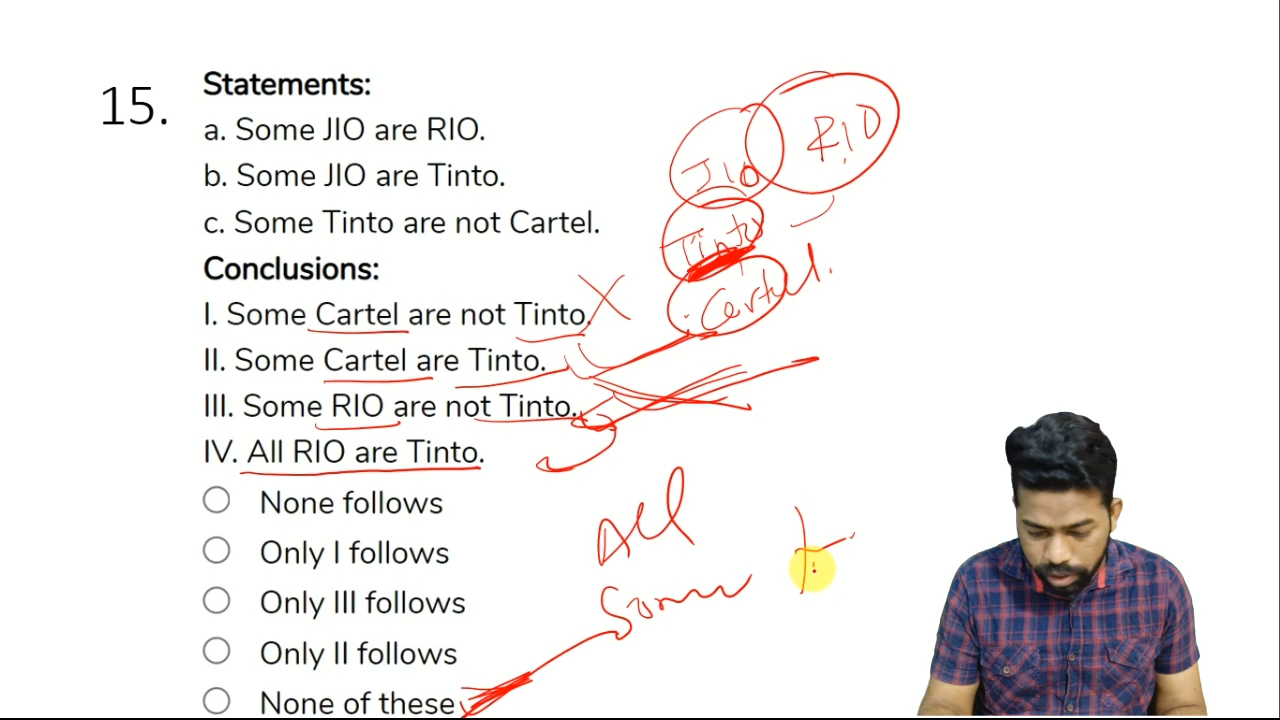 15.
Statements:
a. Some JIO are RIO.
b. Some JIO are Tinto.
c. Some Tinto are not Cartel.
Conclusions:
I. Some Cartel are not Tinto.
II. Some Cartel are Tinto.
III. Some RIO are not Tinto.
IV. All RIO are Tinto.
None follows
Only I follows
Only III follows
Only II follows
None of these
JIO
RIO
Tinto
Cartel
All
Some